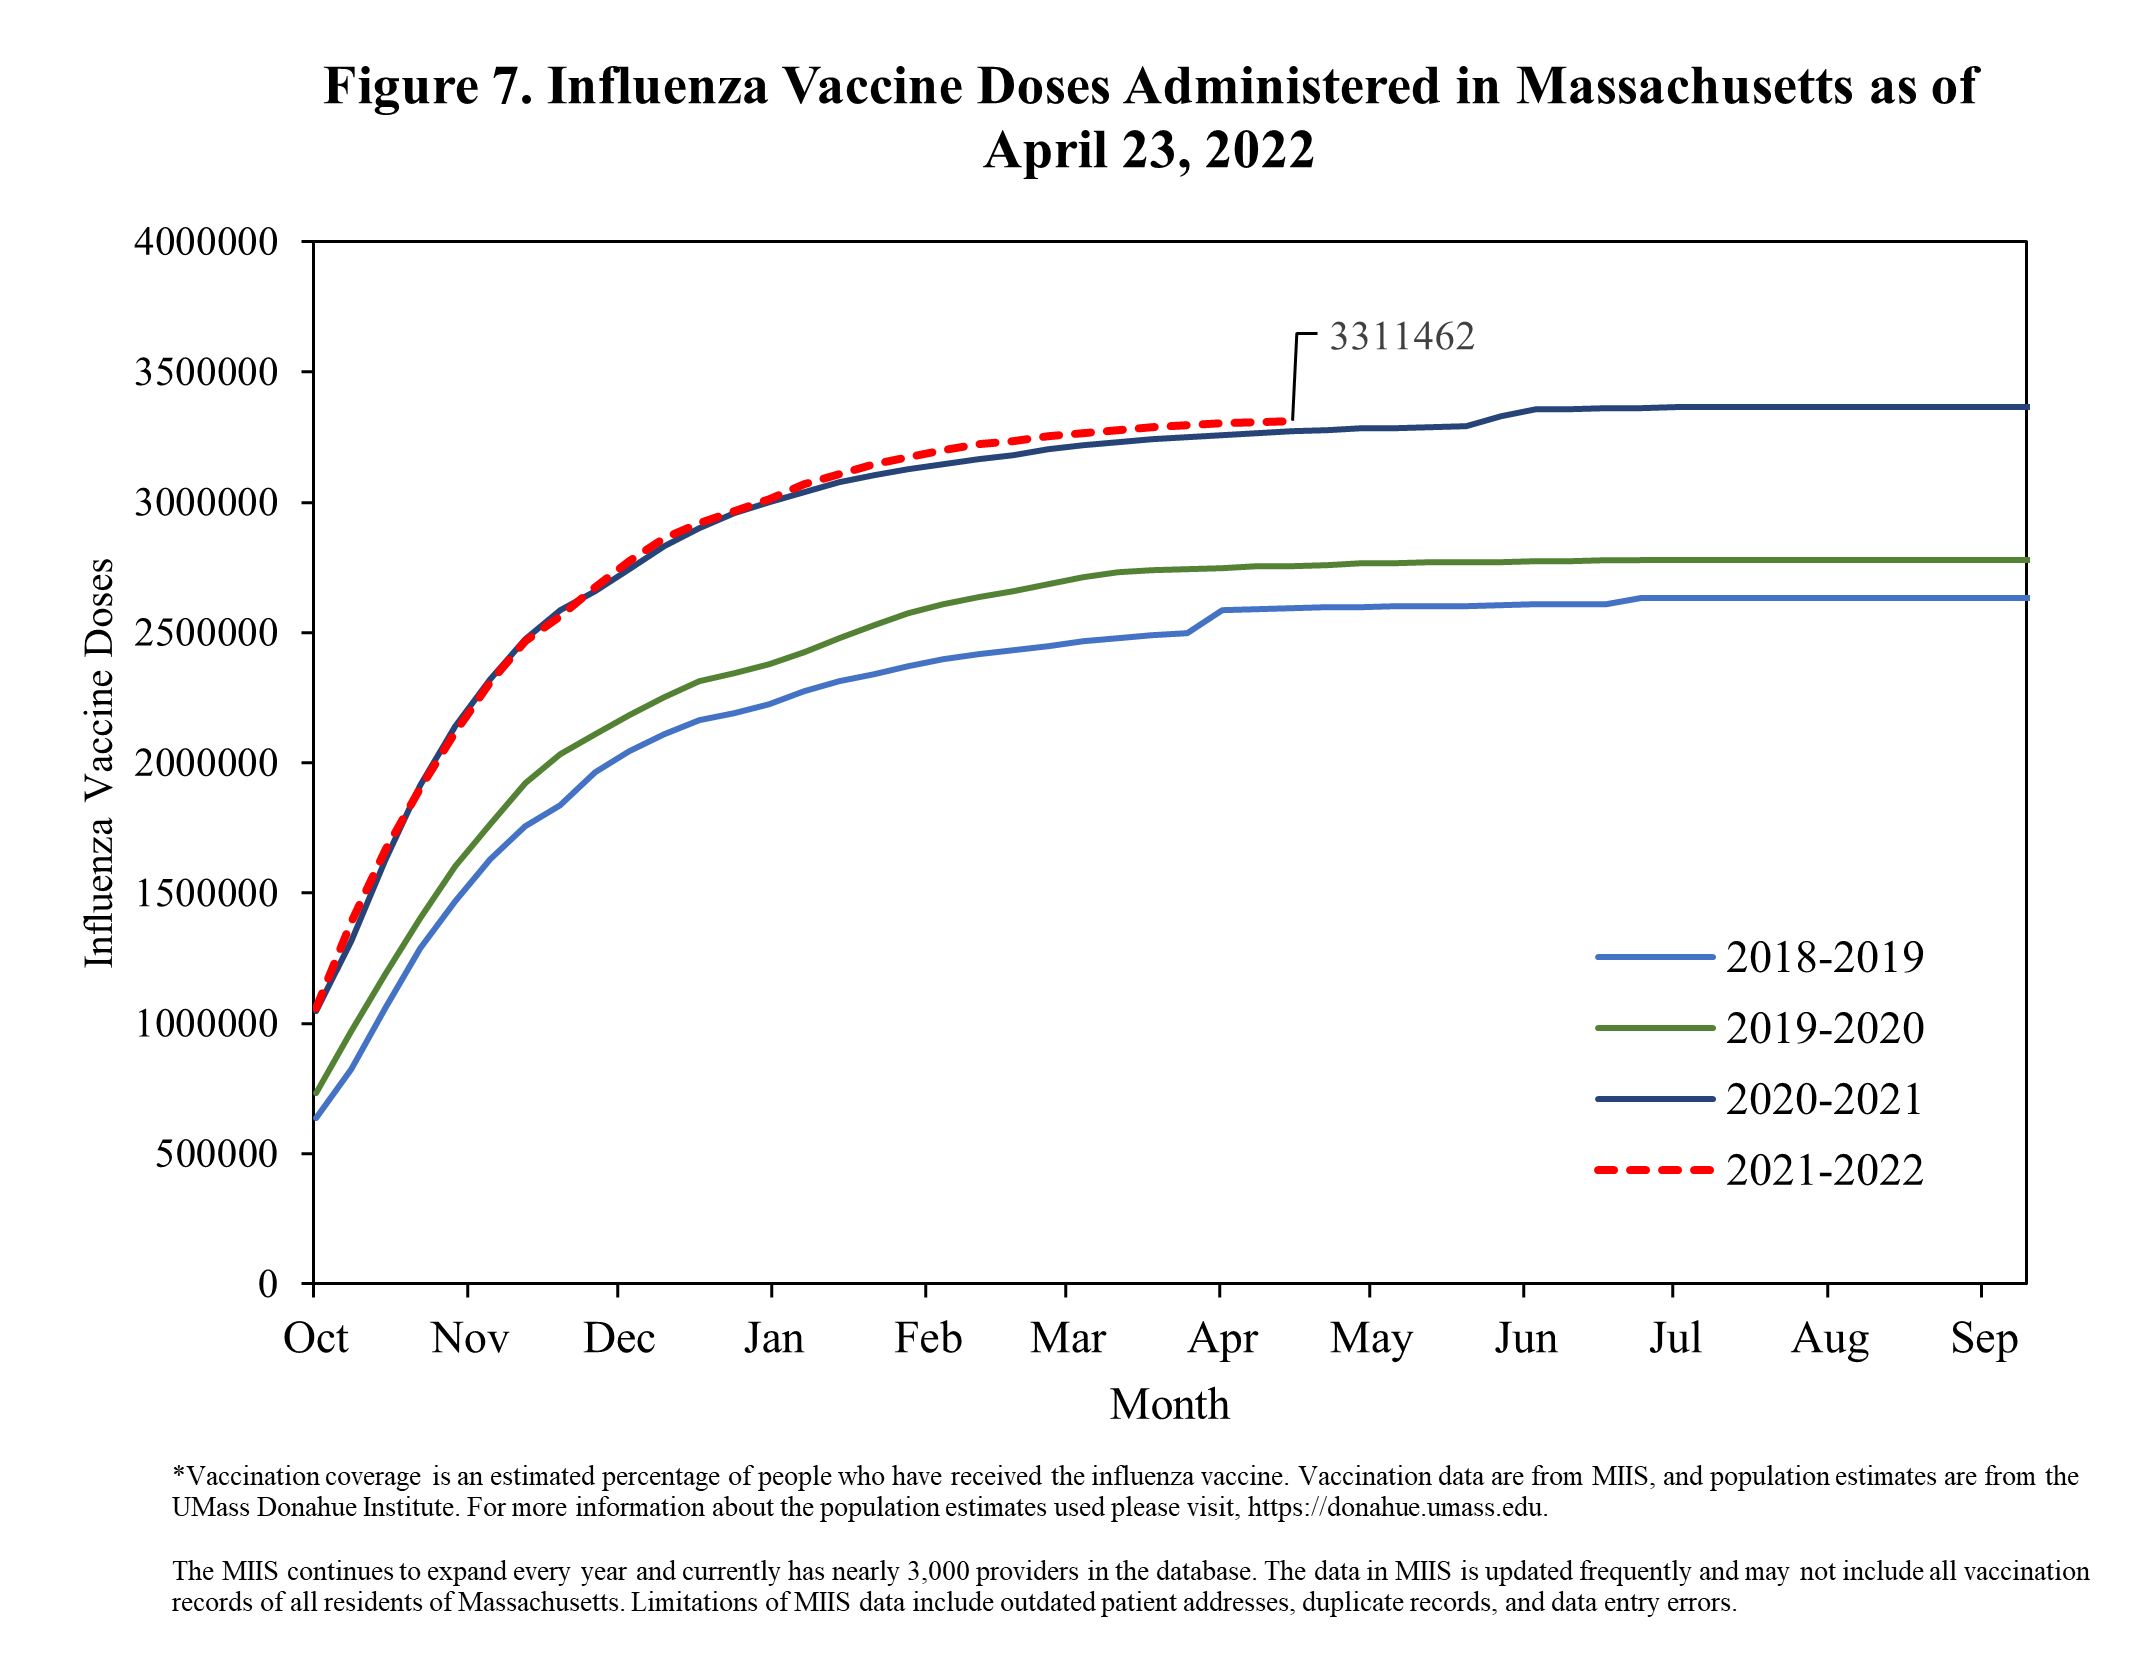 Figure 7. Influenza Vaccine Doses Administered in Massachusetts as of
April 23, 2022
4000000
3500000
3000000
2500000
2000000
1500000
1000000
500000
0
Influenza Vaccine Doses
3311462
2018-2019
2019-2020
2020-2021
2021-2022
Oct Nov Dec Jan Feb Mar Apr May Jun Jul Aug Sep
Month
*Vaccination coverage is an estimated percentage of people who have received the influenza vaccine. Vaccination data are from MIIS, and population estimates are from the
UMass Donahue Institute. For more information about the population estimates used please visit, https://donahue.umass.edu.
The MIIS continues to expand every year and currently has nearly 3,000 providers in the database. The data in MIIS is updated frequently and may not include all vaccination
records of all residents of Massachusetts. Limitations of MIIS data include outdated patient addresses, duplicate records, and data entry errors.